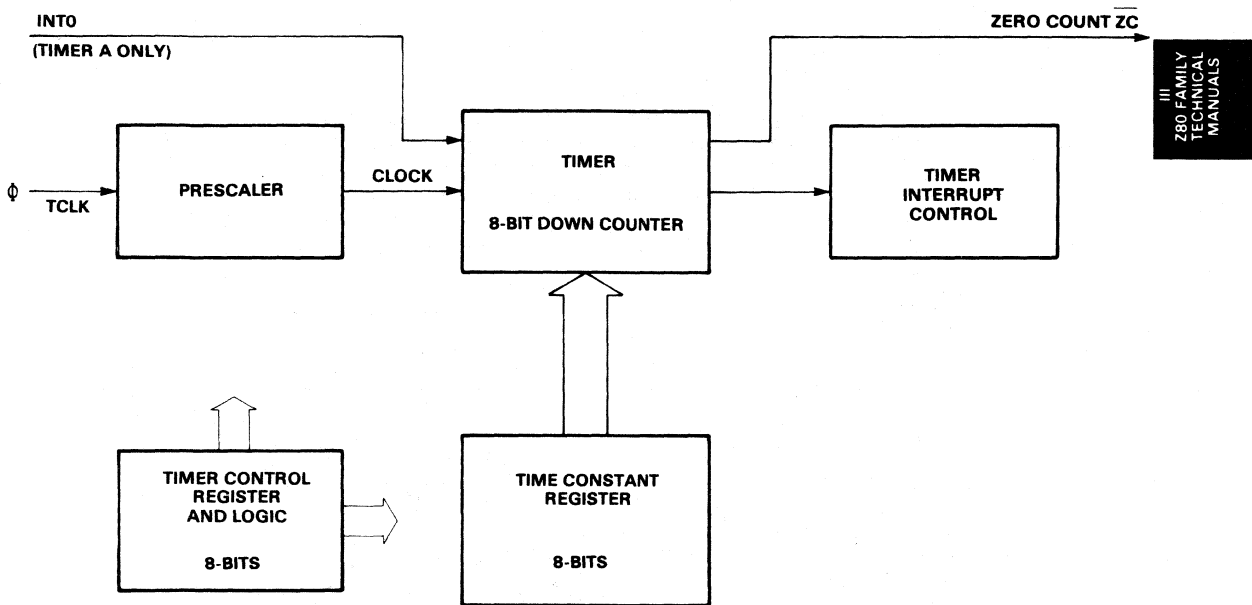 INT0
(TIMER A ONLY)
ZERO COUNT Z̅C̅
III
Z80 FAMILY
TECHNICAL
MANUALS
Φ
TCLK
PRESCALER
CLOCK
TIMER
8-BIT DOWN COUNTER
TIMER
INTERRUPT
CONTROL
TIMER CONTROL
REGISTER
AND LOGIC
8-BITS
TIME CONSTANT
REGISTER
8-BITS